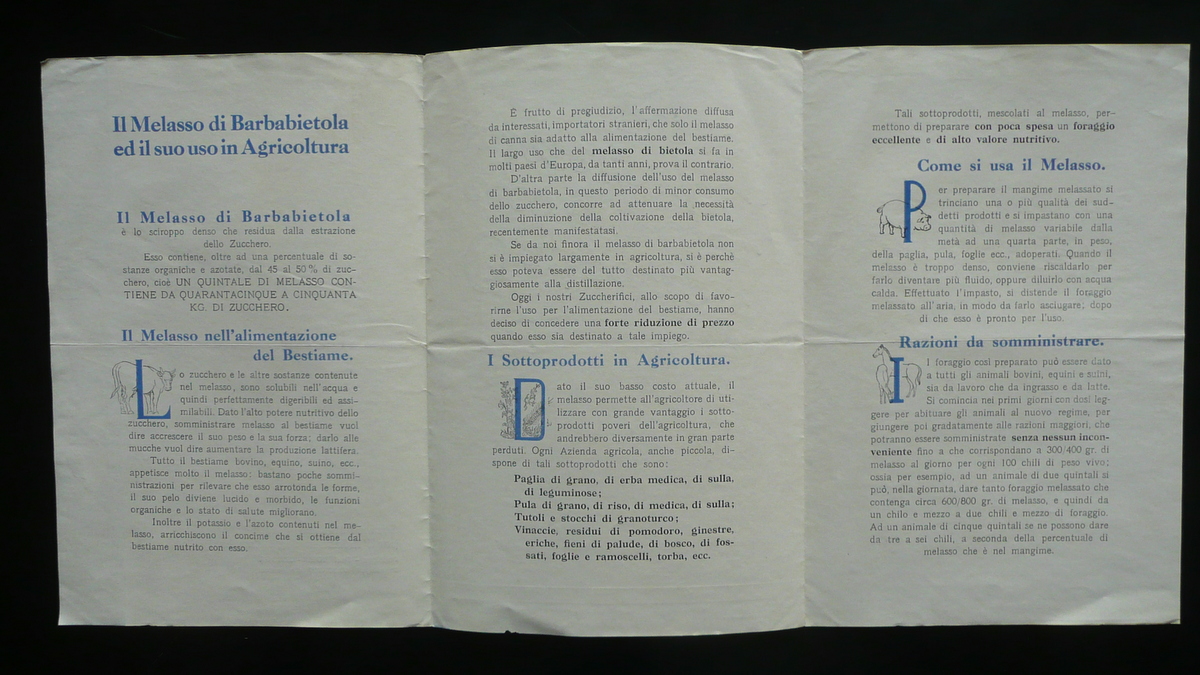 Il Melasso di Barbabietola
ed il suo uso in Agricoltura
Il Melasso di Barbabietola
è lo sciroppo denso che residua dalla estrazione
dello Zucchero.
Esso contiene, oltre ad una percentuale di so-
stanze organiche e azotate, dal 45 al 50 % di zuc-
chero, cioè UN QUINTALE DI MELASSO CON-
TIENE DA QUARANTACINQUE A CINQUANTA
KG. DI ZUCCHERO.
Il Melasso nell'alimentazione
del Bestiame.
Lo zucchero e le altre sostanze contenute
nel melasso, sono solubili nell'acqua e
quindi perfettamente digeribili ed assi-
milabili. Dato l'alto potere nutritivo dello
zucchero, somministrare melasso al bestiame vuol
dire accrescere il suo peso e la sua forza; darlo alle
mucche vuol dire aumentare la produzione lattifera.
Tutto il bestiame bovino, equino, suino, ecc.,
appetisce molto il melasso; bastano poche sommi-
nistrazioni per rilevare che esso arrotonda le forme,
il suo pelo diviene lucido e morbido, le funzioni
organiche e lo stato di salute migliorano.
Inoltre il potassio e l'azoto contenuti nel me-
lasso, arricchiscono il concime che si ottiene dal
bestiame nutrito con esso.
È frutto di pregiudizio, l'affermazione diffusa
da interessati, importatori stranieri, che solo il melasso
di canna sia adatto alla alimentazione del bestiame.
Il largo uso che del melasso di bietola si fa in
molti paesi d'Europa, da tanti anni, prova il contrario.
D'altra parte la diffusione dell'uso del melasso
di barbabietola, in questo periodo di minor consumo
dello zucchero, concorre ad attenuare la necessità
della diminuzione della coltivazione della bietola,
recentemente manifestatasi.
Se da noi finora il melasso di barbabietola non
si è impiegato largamente in agricoltura, si è perchè
esso poteva essere del tutto destinato più vantag-
giosamente alla distillazione.
Oggi i nostri Zuccherifici, allo scopo di favo-
rirne l'uso per l'alimentazione del bestiame, hanno
deciso di concedere una forte riduzione di prezzo
quando esso sia destinato a tale impiego.
I Sottoprodotti in Agricoltura.
Dato il suo basso costo attuale, il
melasso permette all'agricoltore di uti-
lizzare con grande vantaggio i sotto-
prodotti poveri dell'agricoltura, che
andrebbero diversamente in gran parte
perduti. Ogni Azienda agricola, anche piccola, di-
spone di tali sottoprodotti che sono:
Paglia di grano, di erba medica, di sulla,
di leguminose;
Pula di grano, di riso, di medica, di sulla;
Tutoli e stocchi di granoturco;
Vinaccie, residui di pomodoro, ginestre,
eriche, fieni di palude, di bosco, di fos-
sati, foglie e ramoscelli, torba, ecc.
Tali sottoprodotti, mescolati al melasso, per-
mettono di preparare con poca spesa un foraggio
eccellente e di alto valore nutritivo.
Come si usa il Melasso.
Per preparare il mangime melassato si
trinciano una o più qualità dei sud-
detti prodotti e si impastano con una
quantità di melasso variabile dalla
metà ad una quarta parte, in peso,
della paglia, pula, foglie ecc., adoperati. Quando il
melasso è troppo denso, conviene riscaldarlo per
farlo diventare più fluido, oppure diluirlo con acqua
calda. Effettuato l'impasto, si distende il foraggio
melassato all'aria, in modo da farlo asciugare; dopo
di che esso è pronto per l'uso.
Razioni da somministrare.
Il foraggio così preparato può essere dato
a tutti gli animali bovini, equini e suini,
sia da lavoro che da ingrasso e da latte.
Si comincia nei primi giorni con dosi leg-
gere per abituare gli animali al nuovo regime, per
giungere poi gradatamente alle razioni maggiori, che
potranno essere somministrate senza nessun incon-
veniente fino a che corrispondano a 300/400 gr. di
melasso al giorno per ogni 100 chili di peso vivo;
ossia per esempio, ad un animale di due quintali si
può, nella giornata, dare tanto foraggio melassato che
contenga circa 600/800 gr. di melasso, e quindi da
un chilo e mezzo a due chili e mezzo di foraggio.
Ad un animale di cinque quintali se ne possono dare
da tre a sei chili, a seconda della percentuale di
melasso che è nel mangime.